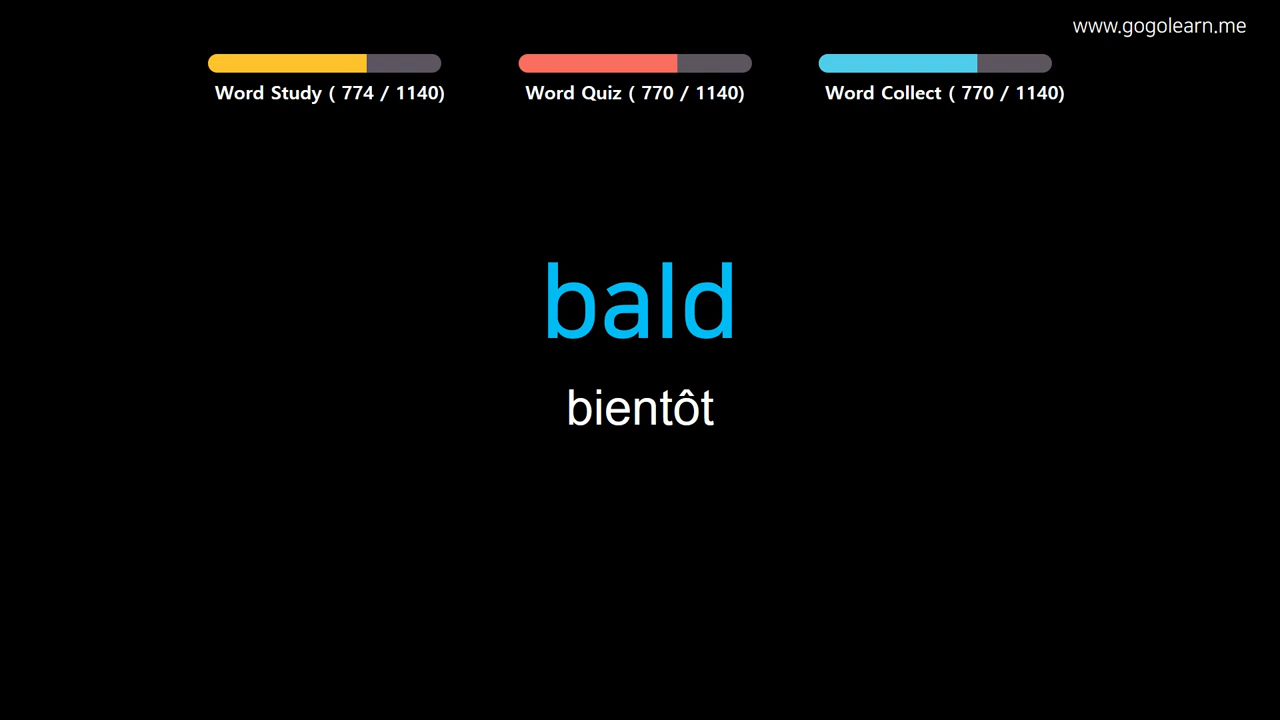 www.gogolearn.me
Word Study ( 774 / 1140)
Word Quiz ( 770 / 1140)
Word Collect ( 770 / 1140)
bald
bientôt